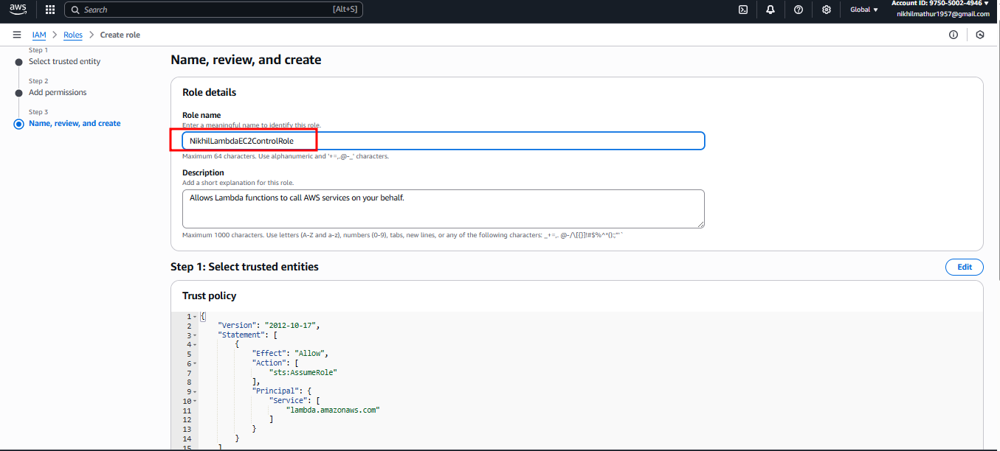 aws
Search [Alt+S]
Global ▼
Account ID: 9750-5002-4946 ▼
nikhilmathur1957@gmail.com
IAM > Roles > Create role
Step 1
Select trusted entity
Step 2
Add permissions
Step 3
Name, review, and create
Name, review, and create
Role details
Role name
Enter a meaningful name to identify this role.
NikhilLambdaEC2ControlRole
Maximum 64 characters. Use alphanumeric and '+=,.@-_' characters.
Description
Add a short explanation for this role.
Allows Lambda functions to call AWS services on your behalf.
Maximum 1000 characters. Use letters (A-Z and a-z), numbers (0-9), tabs, new lines, or any of the following characters: _+=,. @-/\[{}]!#$%^*();:"'`
Step 1: Select trusted entities
Edit
Trust policy
1 {
2 "Version": "2012-10-17",
3 "Statement": [
4 {
5 "Effect": "Allow",
6 "Action": [
7 "sts:AssumeRole"
8 ],
9 "Principal": {
10 "Service": [
11 "lambda.amazonaws.com"
12 ]
13 }
14 }
15 ]